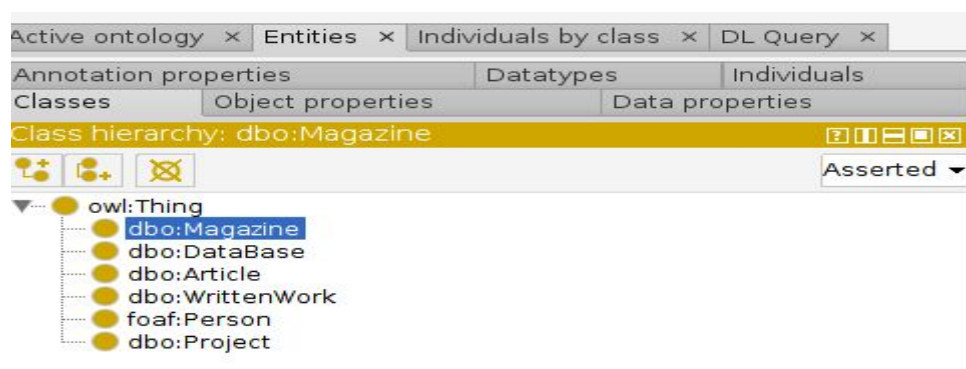 Active ontology × Entities × Individuals by class × DL Query ×
Annotation properties Datatypes Individuals
Classes Object properties Data properties
Class hierarchy: dbo:Magazine
Asserted
owl:Thing
dbo:Magazine
dbo:DataBase
dbo:Article
dbo:WrittenWork
foaf:Person
dbo:Project